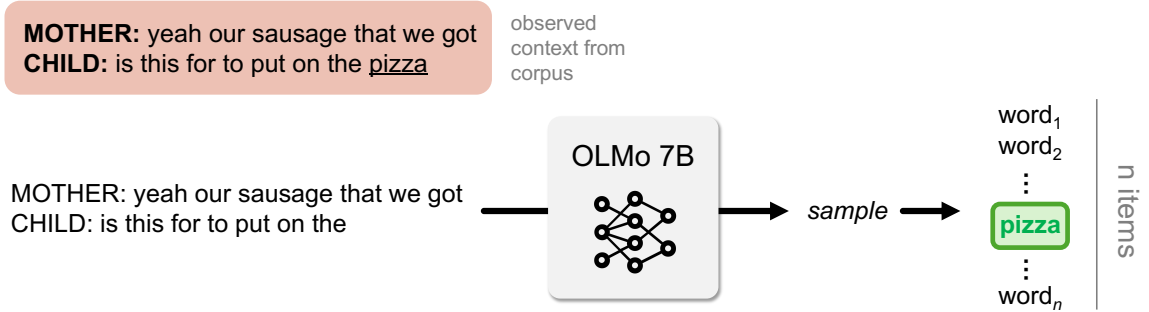 MOTHER: yeah our sausage that we got
CHILD: is this for to put on the pizza
observed
context from
corpus
MOTHER: yeah our sausage that we got
CHILD: is this for to put on the
OLMo 7B
sample
word₁
word₂
⋮
pizza
⋮
wordₙ
n items